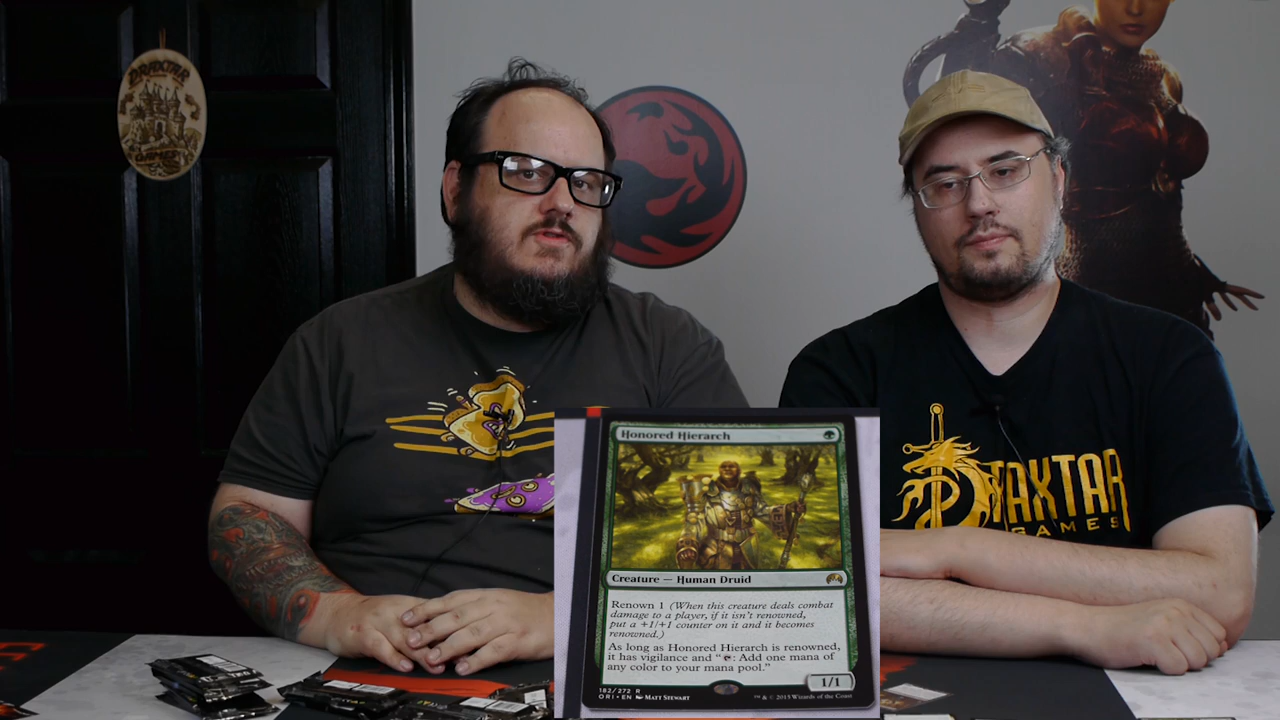 DRAXTAR
GAMES
DRAXTAR
GAMES
Honored Hierarch
Creature — Human Druid
Renown 1 (When this creature deals combat
damage to a player, if it isn't renowned,
put a +1/+1 counter on it and it becomes
renowned.)
As long as Honored Hierarch is renowned,
it has vigilance and “: Add one mana of
any color to your mana pool.”
1/1
182/272 R
ORI • EN MATT STEWART
™ & © 2015 Wizards of the Coast